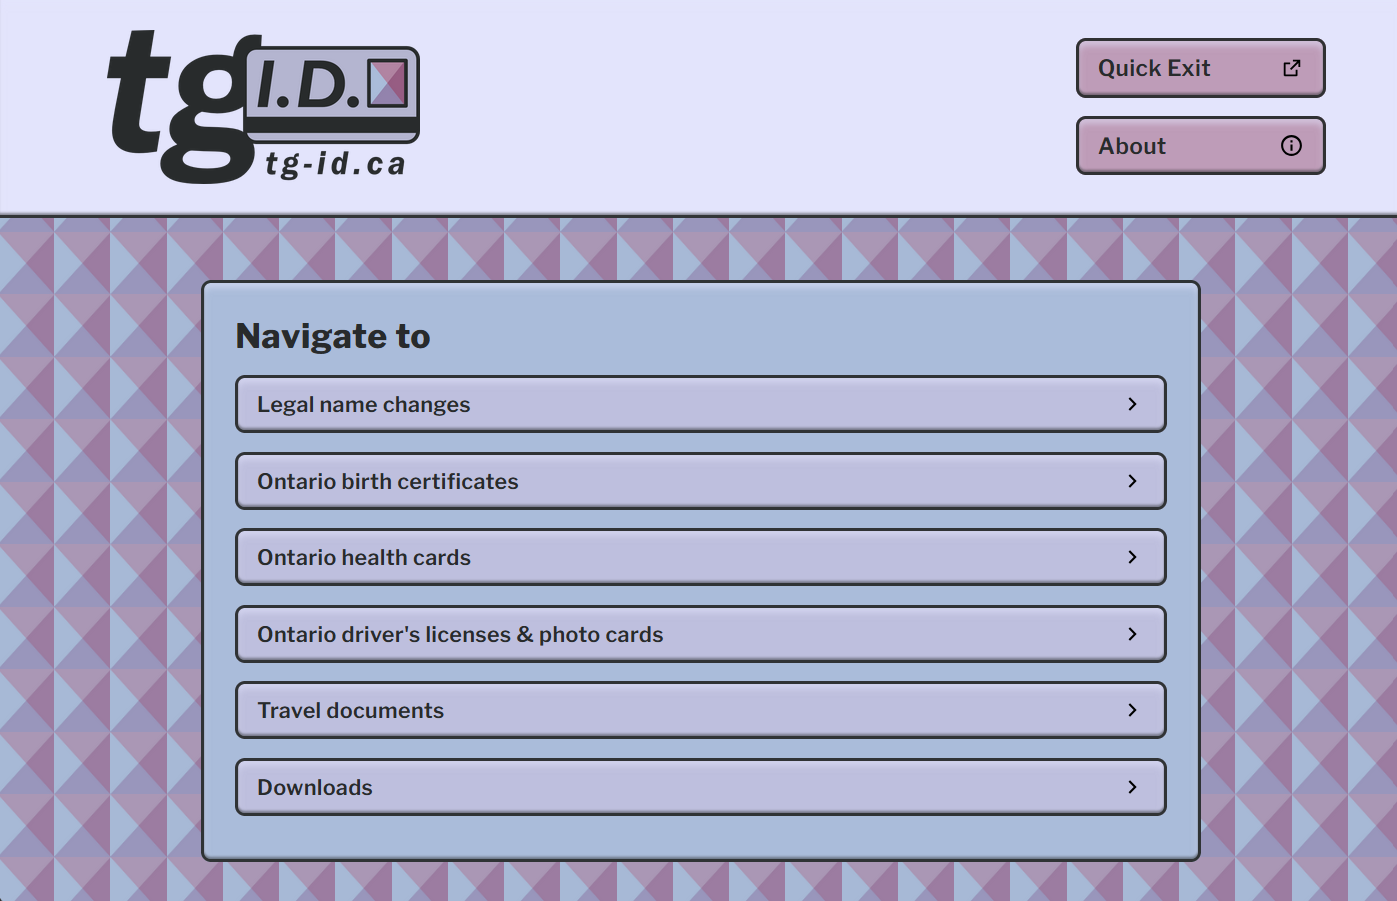 tg I.D.
tg-id.ca
Quick Exit
About
Navigate to
Legal name changes
Ontario birth certificates
Ontario health cards
Ontario driver's licenses & photo cards
Travel documents
Downloads